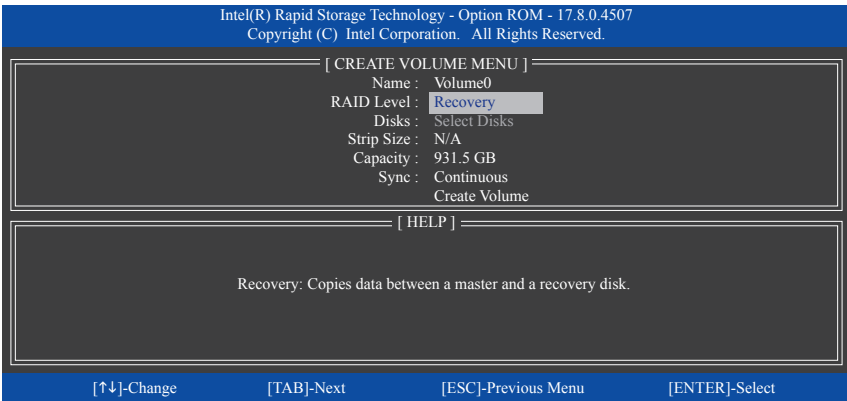 Intel(R) Rapid Storage Technology - Option ROM - 17.8.0.4507
Copyright (C) Intel Corporation. All Rights Reserved.
[ CREATE VOLUME MENU ]
Name : Volume0
RAID Level : Recovery
Disks : Select Disks
Strip Size : N/A
Capacity : 931.5 GB
Sync : Continuous
Create Volume
[ HELP ]
Recovery: Copies data between a master and a recovery disk.
[↑↓]-Change [TAB]-Next [ESC]-Previous Menu [ENTER]-Select